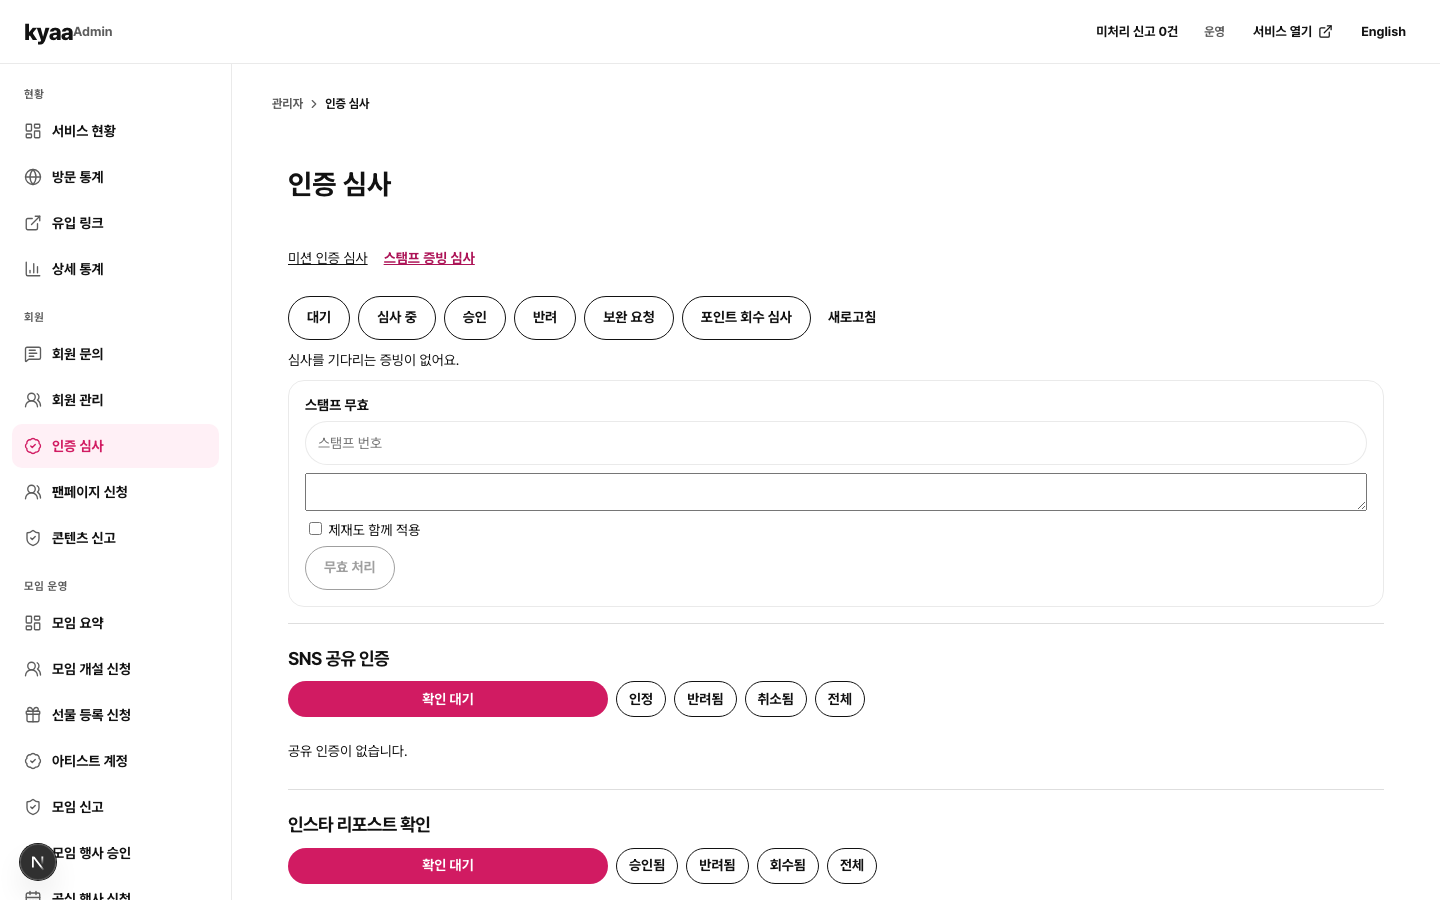 kyaa Admin
미처리 신고 0건
운영
서비스 열기
English
현황
서비스 현황
방문 통계
유입 링크
상세 통계
회원
회원 문의
회원 관리
인증 심사
팬페이지 신청
콘텐츠 신고
모임 운영
모임 요약
모임 개설 신청
선물 등록 신청
아티스트 계정
모임 신고
모임 행사 승인
공식 행사 신청
N
관리자 > 인증 심사
인증 심사
미션 인증 심사 스탬프 증빙 심사
대기 심사 중 승인 반려 보완 요청 포인트 회수 심사 새로고침
심사를 기다리는 증빙이 없어요.
스탬프 무효
스탬프 번호
제재도 함께 적용
무효 처리
SNS 공유 인증
확인 대기 인정 반려됨 취소됨 전체
공유 인증이 없습니다.
인스타 리포스트 확인
확인 대기 승인됨 반려됨 회수됨 전체